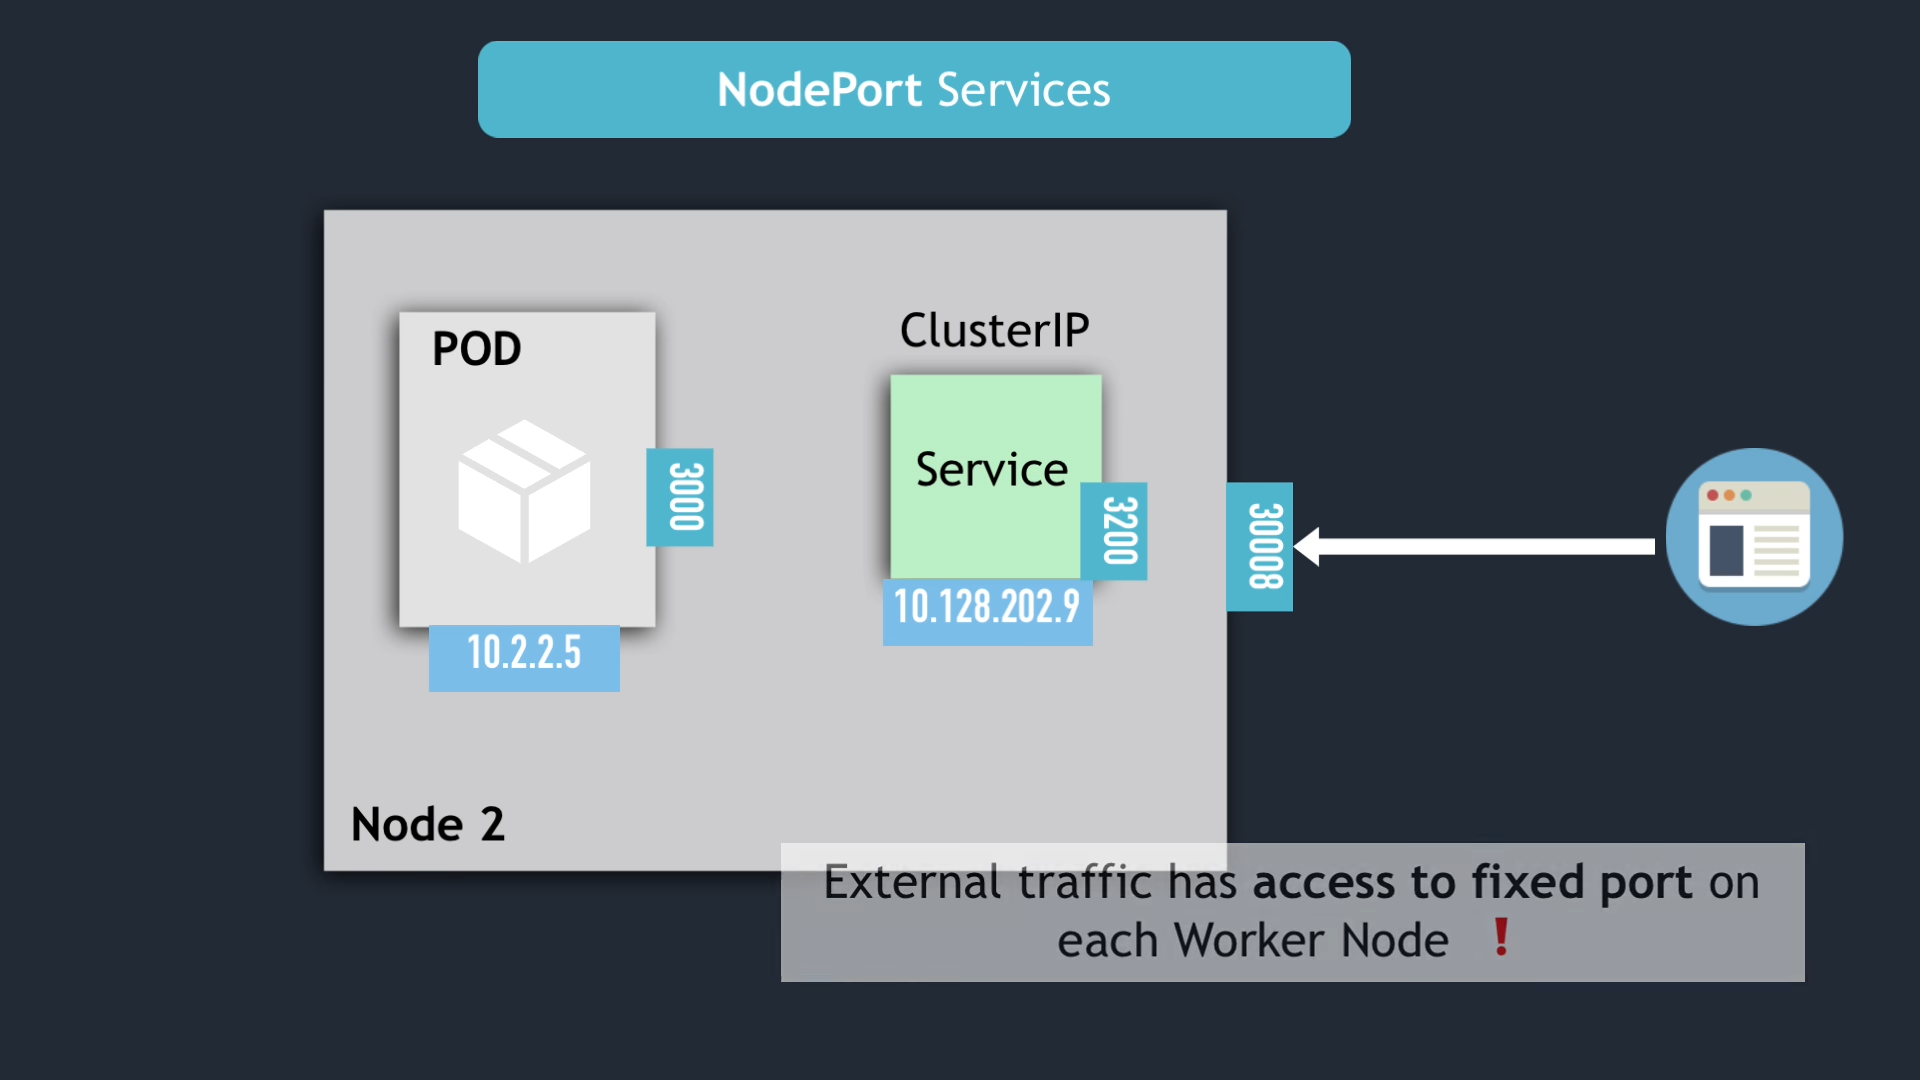 NodePort Services
POD
3000
10.2.2.5
ClusterIP
Service
3200
10.128.202.9
30008
Node 2
External traffic has access to fixed port on
each Worker Node !